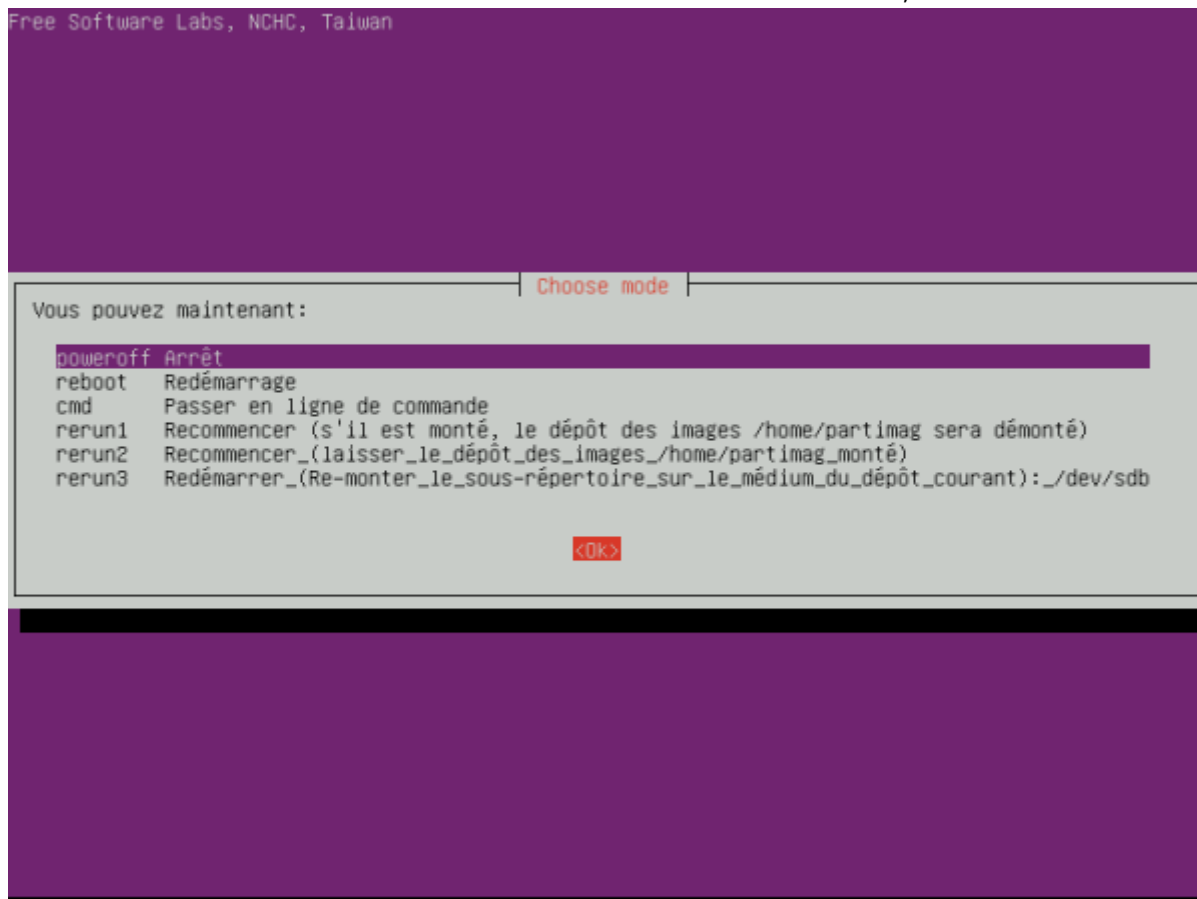 Free Software Labs, NCHC, Taiwan
Choose mode
Vous pouvez maintenant:
poweroff Arrêt
reboot Redémarrage
cmd Passer en ligne de commande
rerun1 Recommencer (s'il est monté, le dépôt des images /home/partimag sera démonté)
rerun2 Recommencer_(laisser_le_dépôt_des_images_/home/partimag_monté)
rerun3 Redémarrer_(Re-monter_le_sous-répertoire_sur_le_médium_du_dépôt_courant):_/dev/sdb
<Ok>